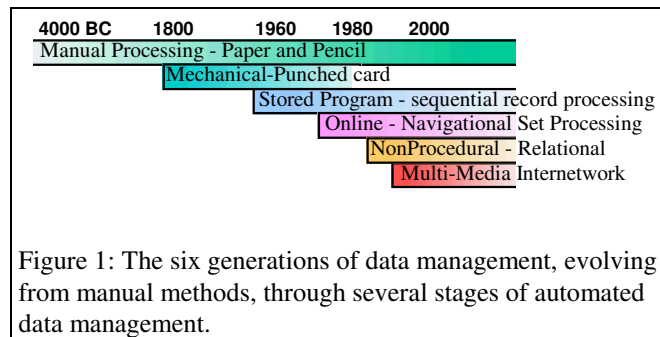 4000 BC 1800 1960 1980 2000
Manual Processing - Paper and Pencil
Mechanical-Punched card
Stored Program - sequential record processing
Online - Navigational Set Processing
NonProcedural - Relational
Multi-Media Internetwork
Figure 1: The six generations of data management, evolving
from manual methods, through several stages of automated
data management.